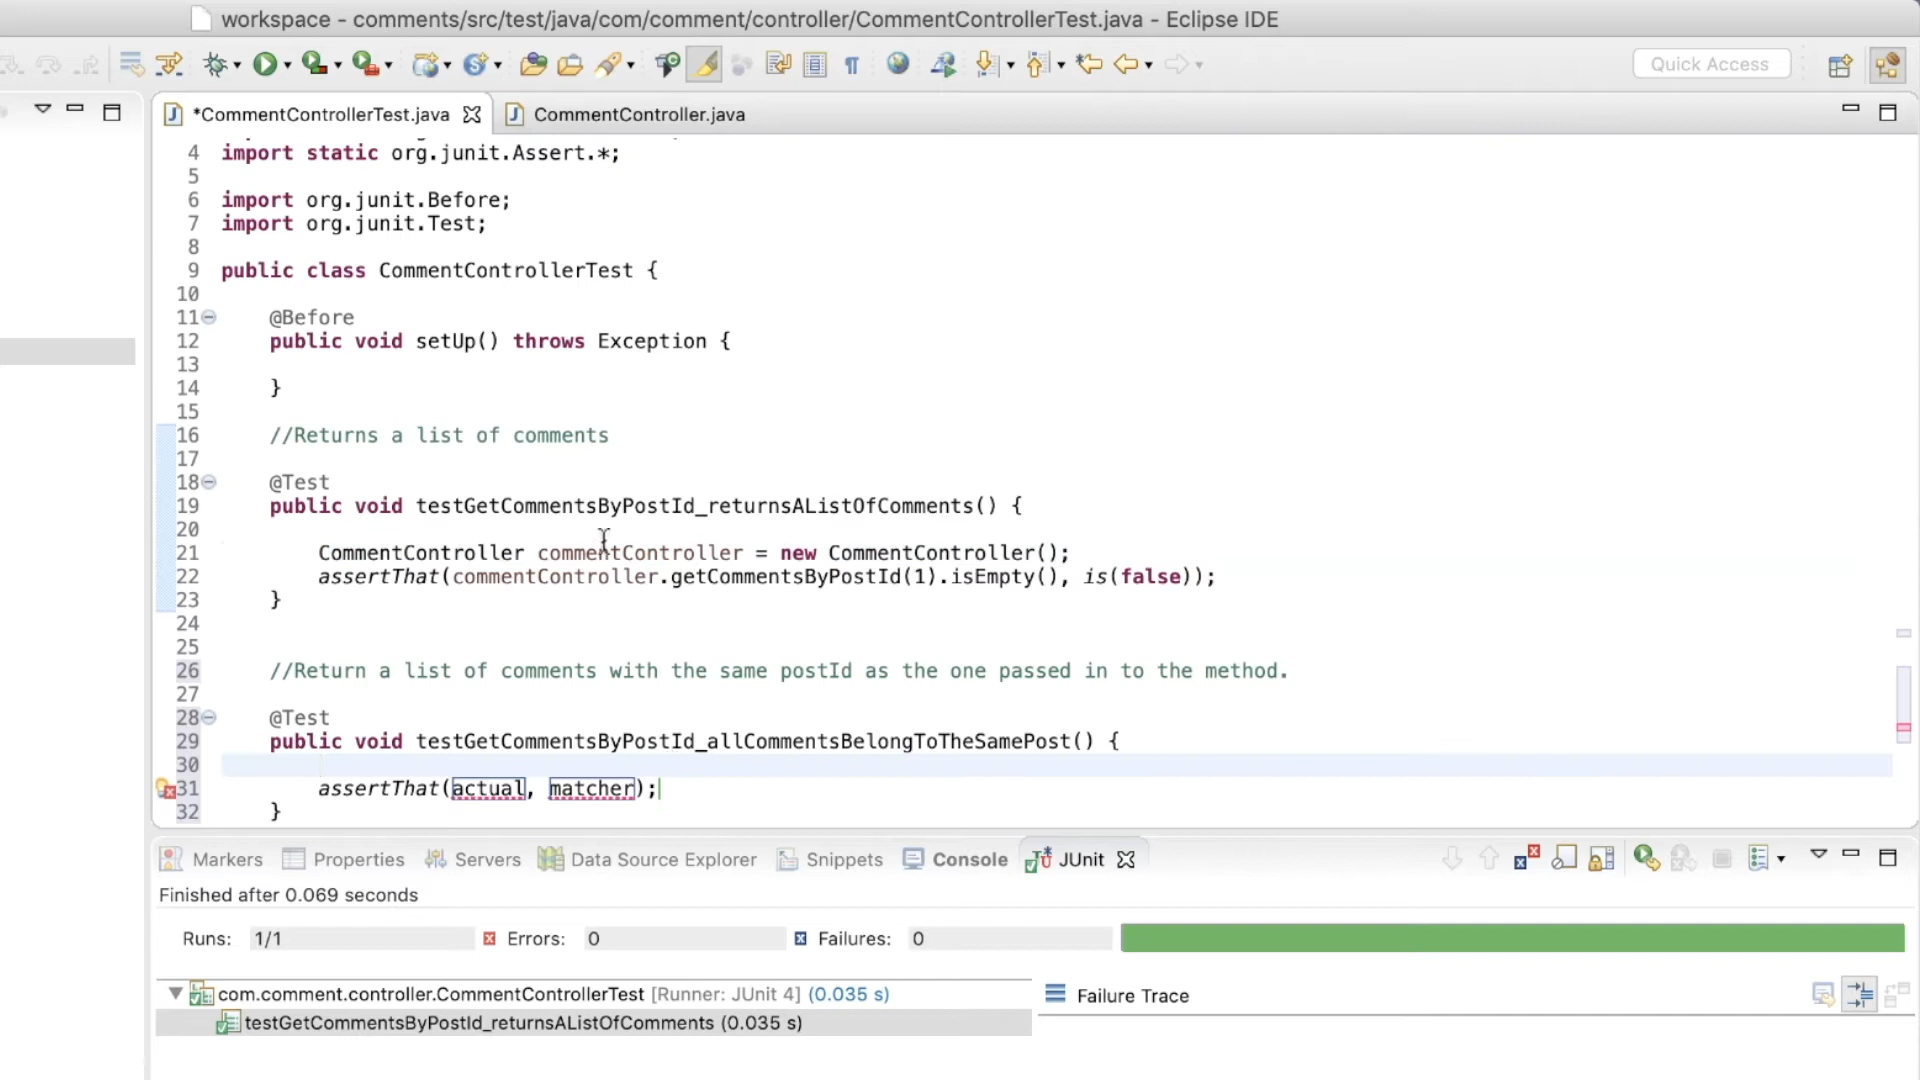 workspace - comments/src/test/java/com/comment/controller/CommentControllerTest.java - Eclipse IDE
Quick Access
*CommentControllerTest.java
CommentController.java
4 import static org.junit.Assert.*;
5
6 import org.junit.Before;
7 import org.junit.Test;
8
9 public class CommentControllerTest {
10
11 @Before
12 public void setUp() throws Exception {
13
14 }
15
16 //Returns a list of comments
17
18 @Test
19 public void testGetCommentsByPostId_returnsAListOfComments() {
20
21 CommentController commentController = new CommentController();
22 assertThat(commentController.getCommentsByPostId(1).isEmpty(), is(false));
23 }
24
25
26 //Return a list of comments with the same postId as the one passed in to the method.
27
28 @Test
29 public void testGetCommentsByPostId_allCommentsBelongToTheSamePost() {
30
31 assertThat(actual, matcher);
32 }
Markers Properties Servers Data Source Explorer Snippets Console JUnit
Finished after 0.069 seconds
Runs: 1/1 Errors: 0 Failures: 0
com.comment.controller.CommentControllerTest [Runner: JUnit 4] (0.035 s)
Failure Trace
testGetCommentsByPostId_returnsAListOfComments (0.035 s)